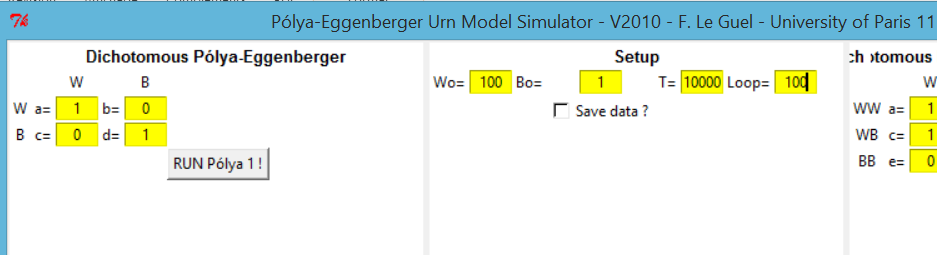 Pólya-Eggenberger Urn Model Simulator - V2010 - F. Le Guel - University of Paris 11
Dichotomous Pólya-Eggenberger
W B
W a= 1 b= 0
B c= 0 d= 1
RUN Pólya 1 !
Setup
Wo= 100 Bo= 1 T= 10000 Loop= 100
Save data ?
ch otomous
W
WW a= 1
WB c= 1
BB e= 0